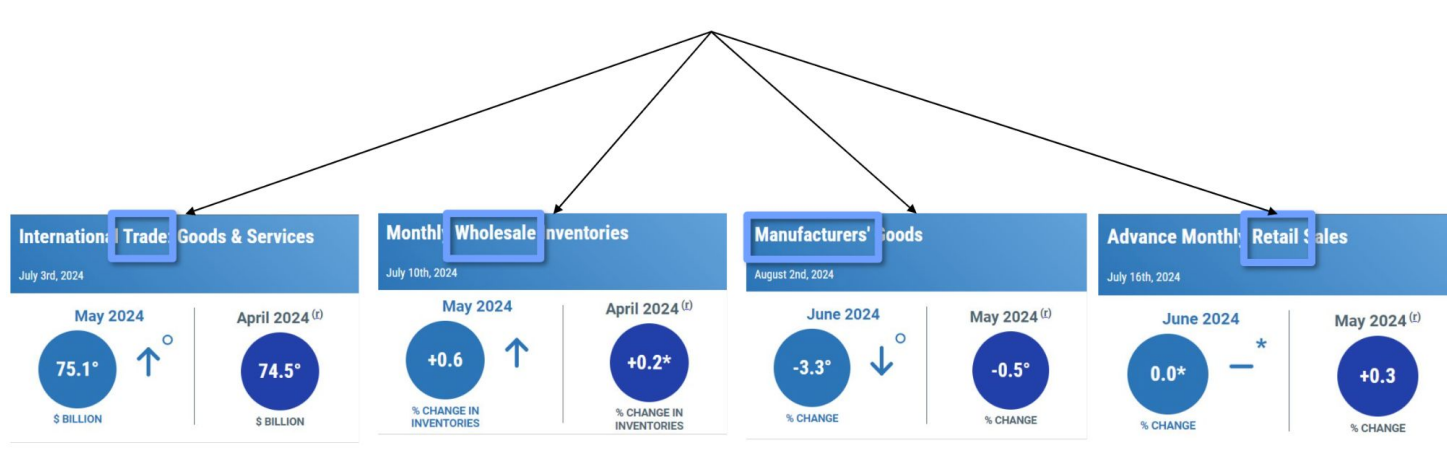 International Trade: Goods & Services
July 3rd, 2024
May 2024
75.1°
$ BILLION
April 2024 (r)
74.5°
$ BILLION
Monthly Wholesale Inventories
July 10th, 2024
May 2024
+0.6
% CHANGE IN
INVENTORIES
April 2024 (r)
+0.2*
% CHANGE IN
INVENTORIES
Manufacturers' Goods
August 2nd, 2024
June 2024
-3.3°
% CHANGE
May 2024 (r)
-0.5°
% CHANGE
Advance Monthly Retail Sales
July 16th, 2024
June 2024
0.0*
*
% CHANGE
May 2024 (r)
+0.3
% CHANGE